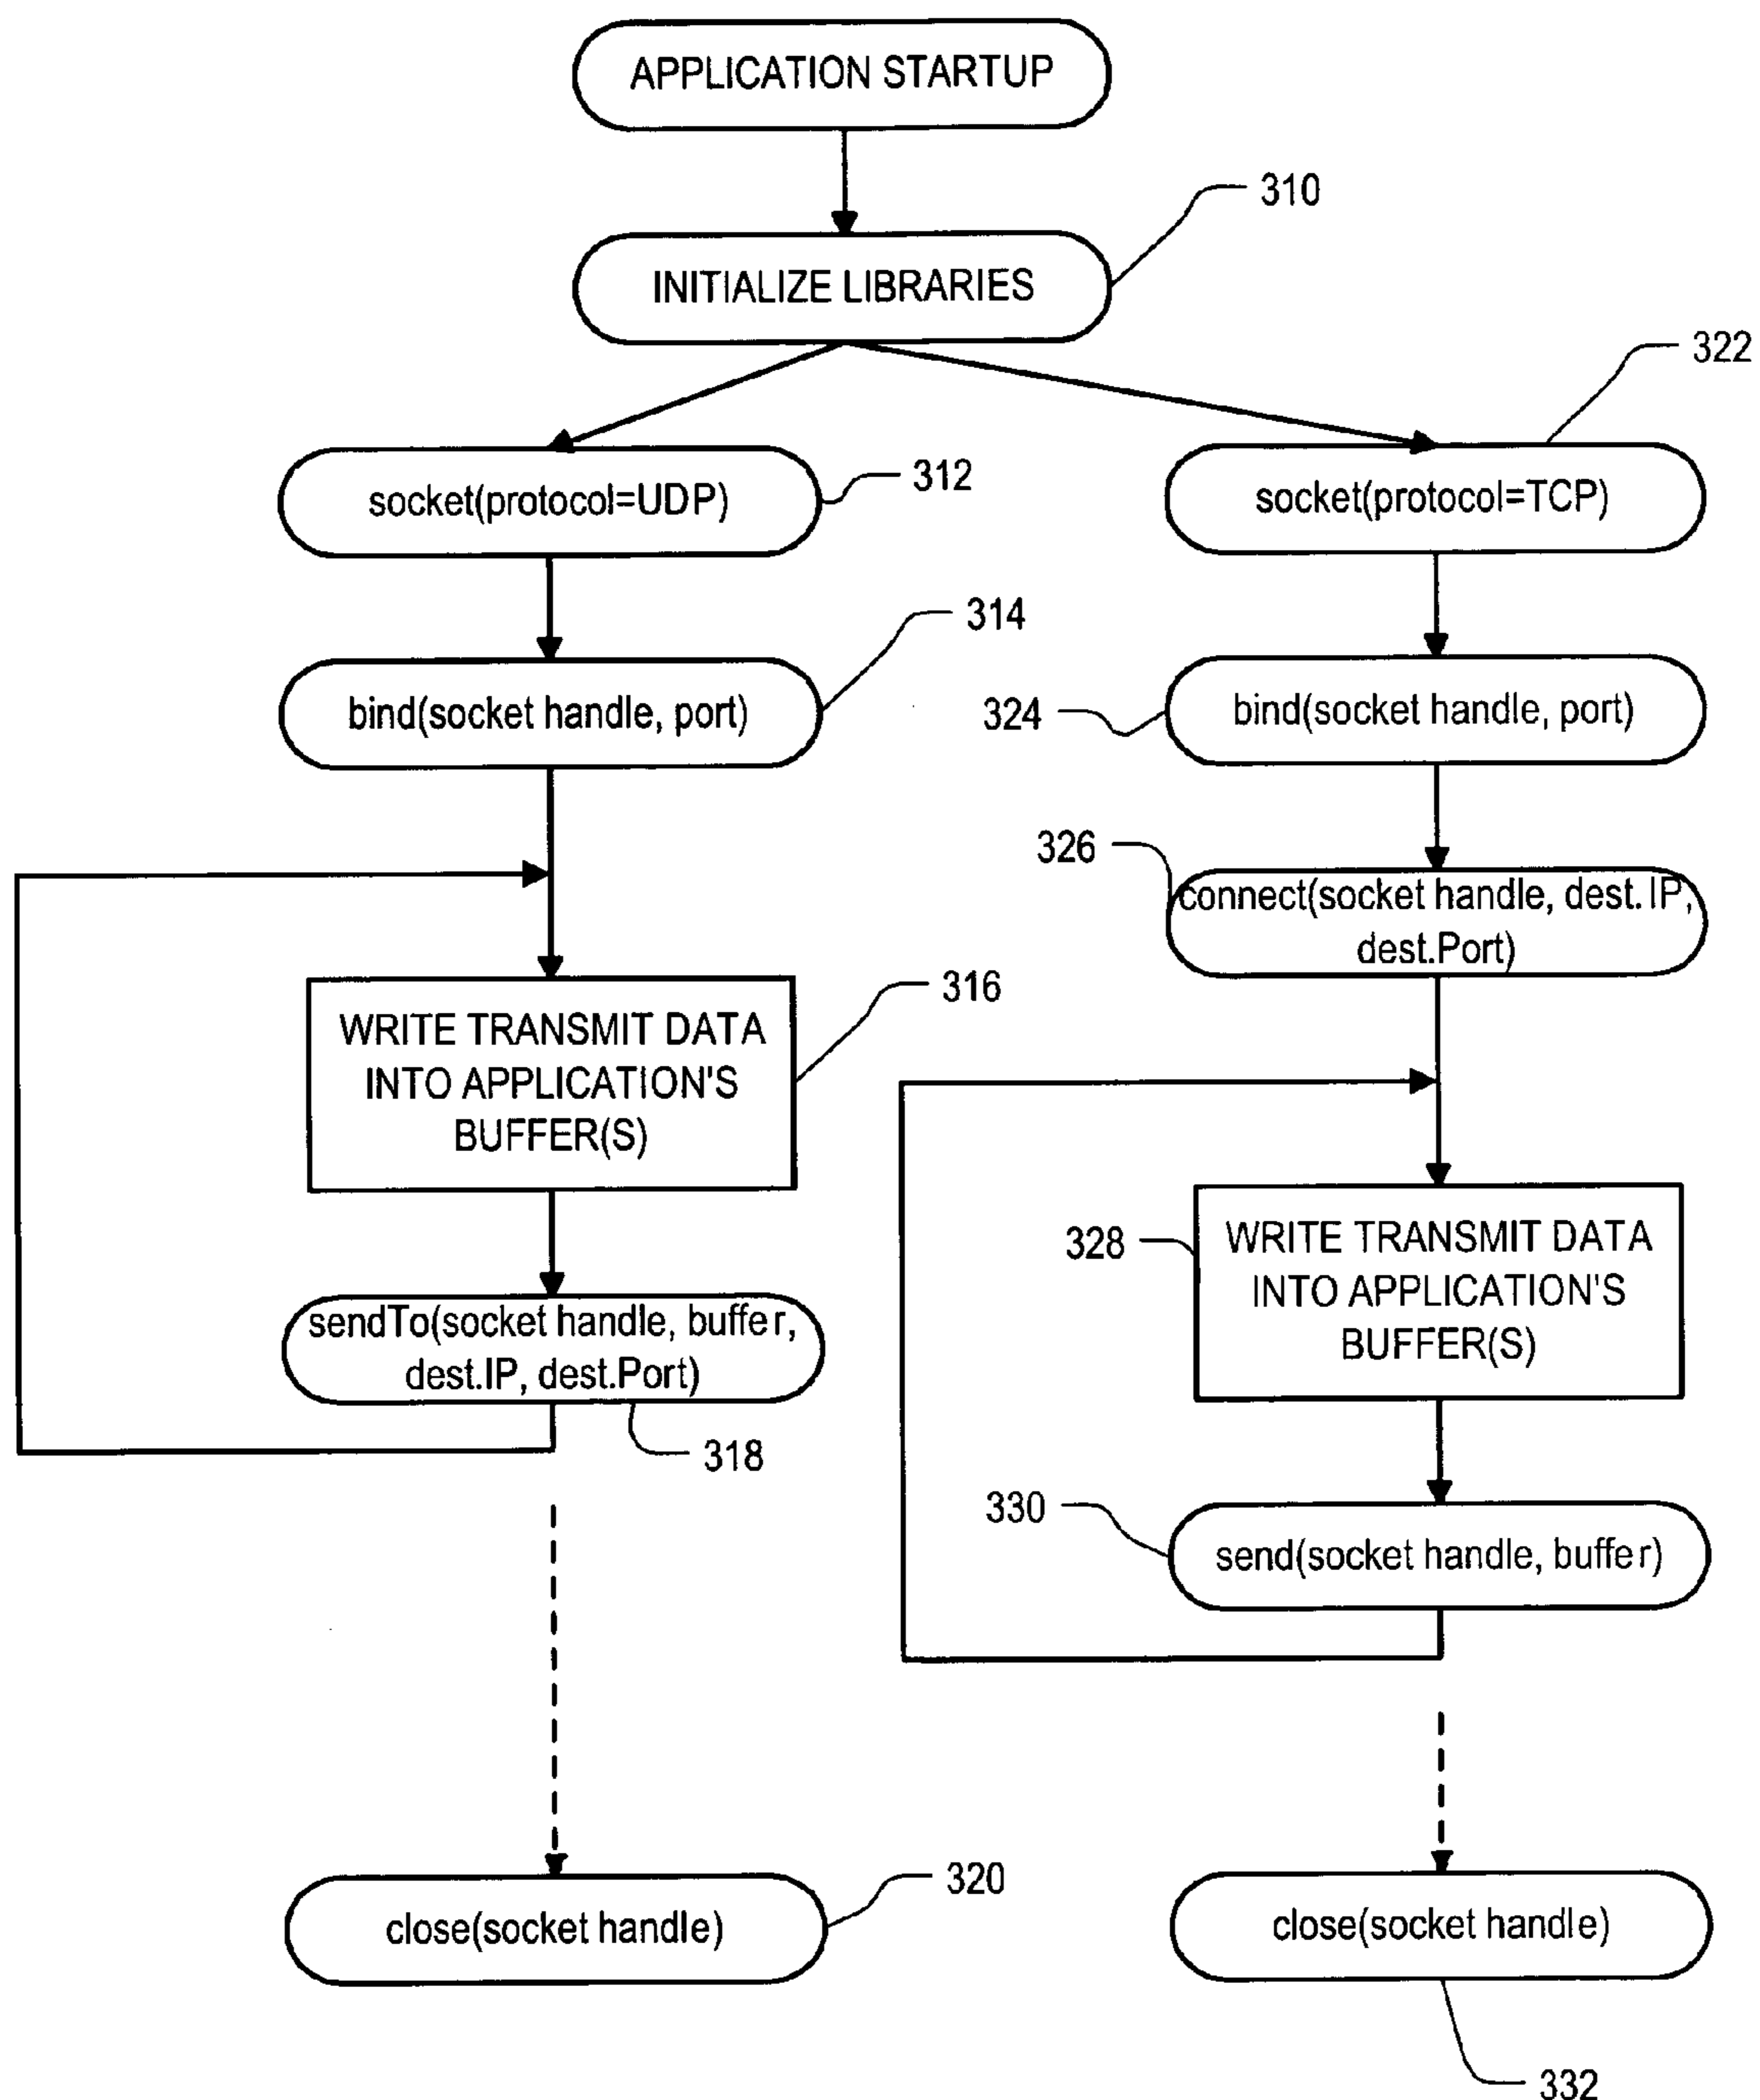 APPLICATION STARTUP
310
INITIALIZE LIBRARIES
322
socket(protocol=UDP)
312
socket(protocol=TCP)
314
bind(socket handle, port)
324
bind(socket handle, port)
326
connect(socket handle, dest.IP,
dest.Port)
316
WRITE TRANSMIT DATA
INTO APPLICATION'S
BUFFER(S)
328
WRITE TRANSMIT DATA
INTO APPLICATION'S
BUFFER(S)
sendTo(socket handle, buffer,
dest.IP, dest.Port)
318
330
send(socket handle, buffer)
320
close(socket handle)
close(socket handle)
332